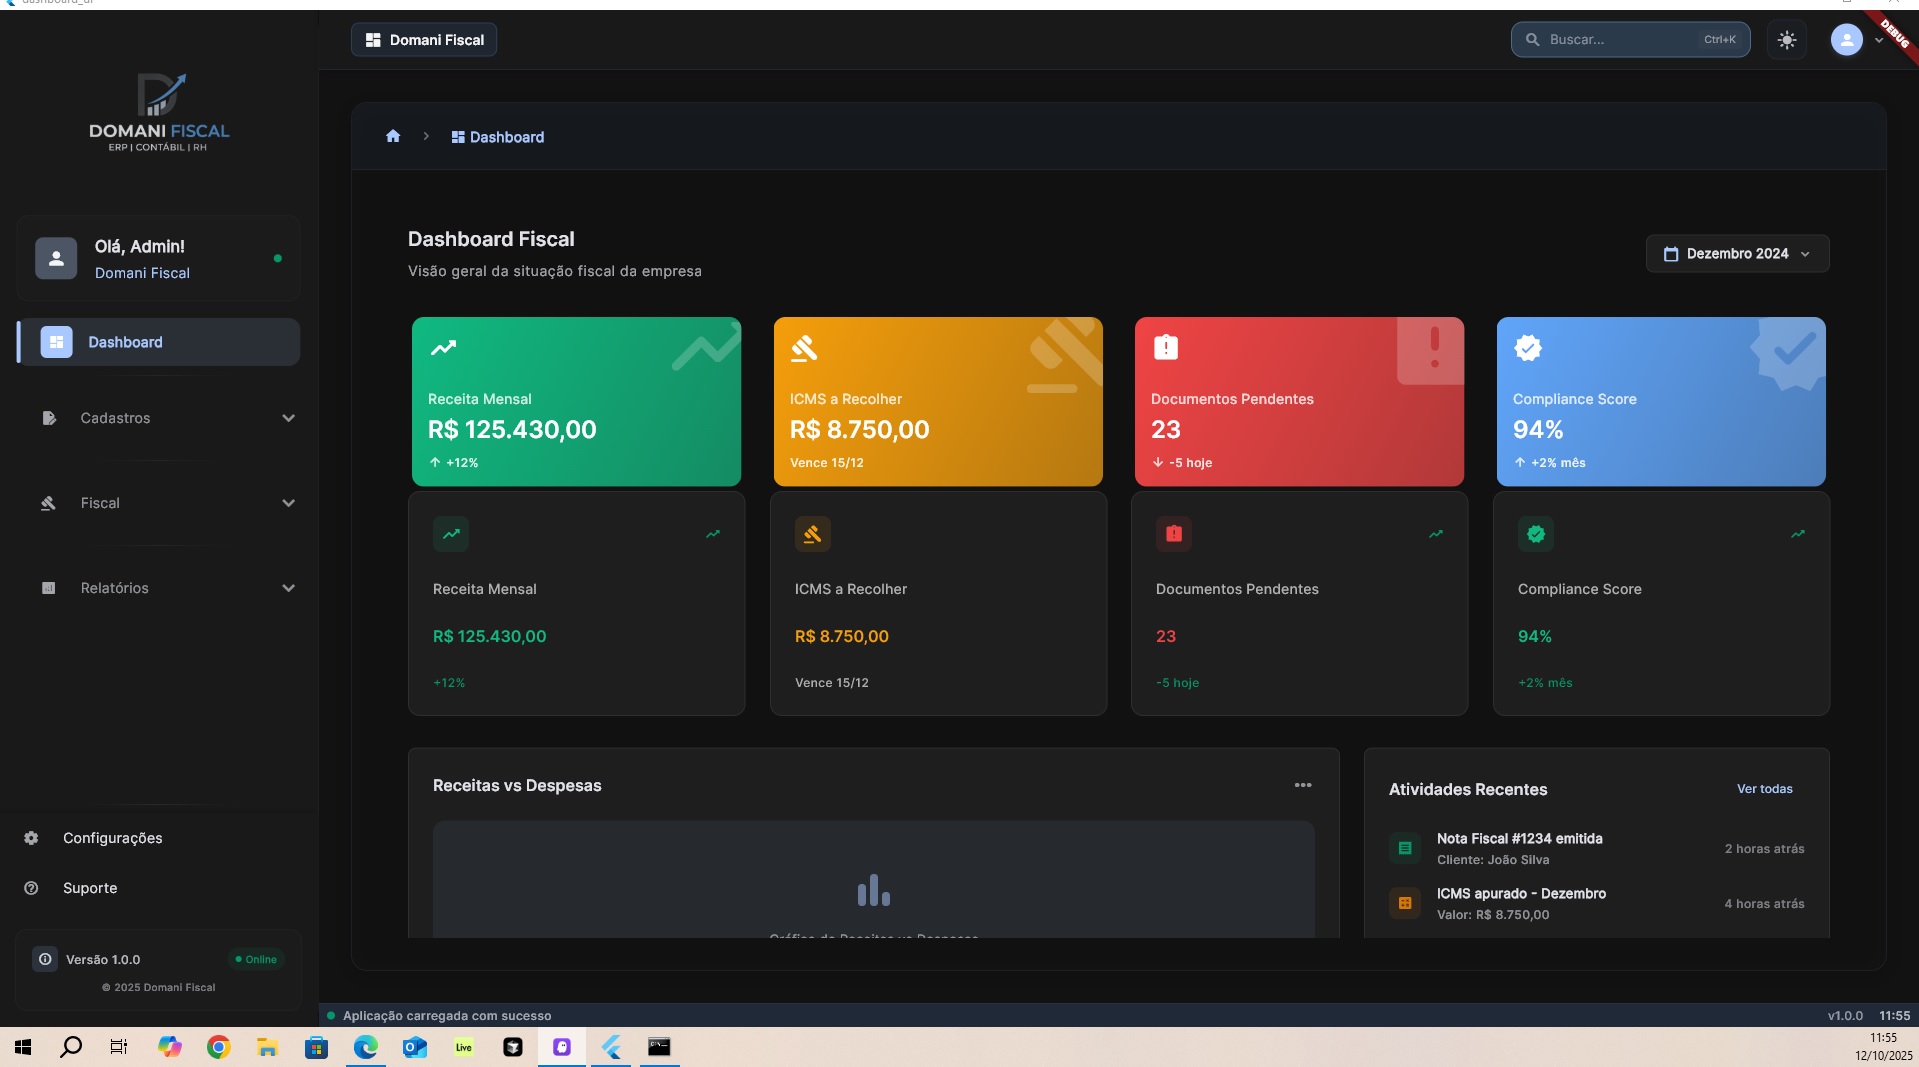 Domani Fiscal
Buscar...
Ctrl+K
DEBUG
DOMANI FISCAL
ERP | CONTÁBIL | RH
Olá, Admin!
Domani Fiscal
Dashboard
Cadastros
Fiscal
Relatórios
Configurações
Suporte
Versão 1.0.0
Online
© 2025 Domani Fiscal
Dashboard
Dashboard Fiscal
Visão geral da situação fiscal da empresa
Dezembro 2024
Receita Mensal
R$ 125.430,00
+12%
ICMS a Recolher
R$ 8.750,00
Vence 15/12
Documentos Pendentes
23
-5 hoje
Compliance Score
94%
+2% mês
Receita Mensal
R$ 125.430,00
+12%
ICMS a Recolher
R$ 8.750,00
Vence 15/12
Documentos Pendentes
23
-5 hoje
Compliance Score
94%
+2% mês
Receitas vs Despesas
Atividades Recentes
Ver todas
Nota Fiscal #1234 emitida
Cliente: João Silva
2 horas atrás
ICMS apurado - Dezembro
Valor: R$ 8.750,00
4 horas atrás
Aplicação carregada com sucesso
v1.0.0
11:55
Live
11:55
12/10/2025